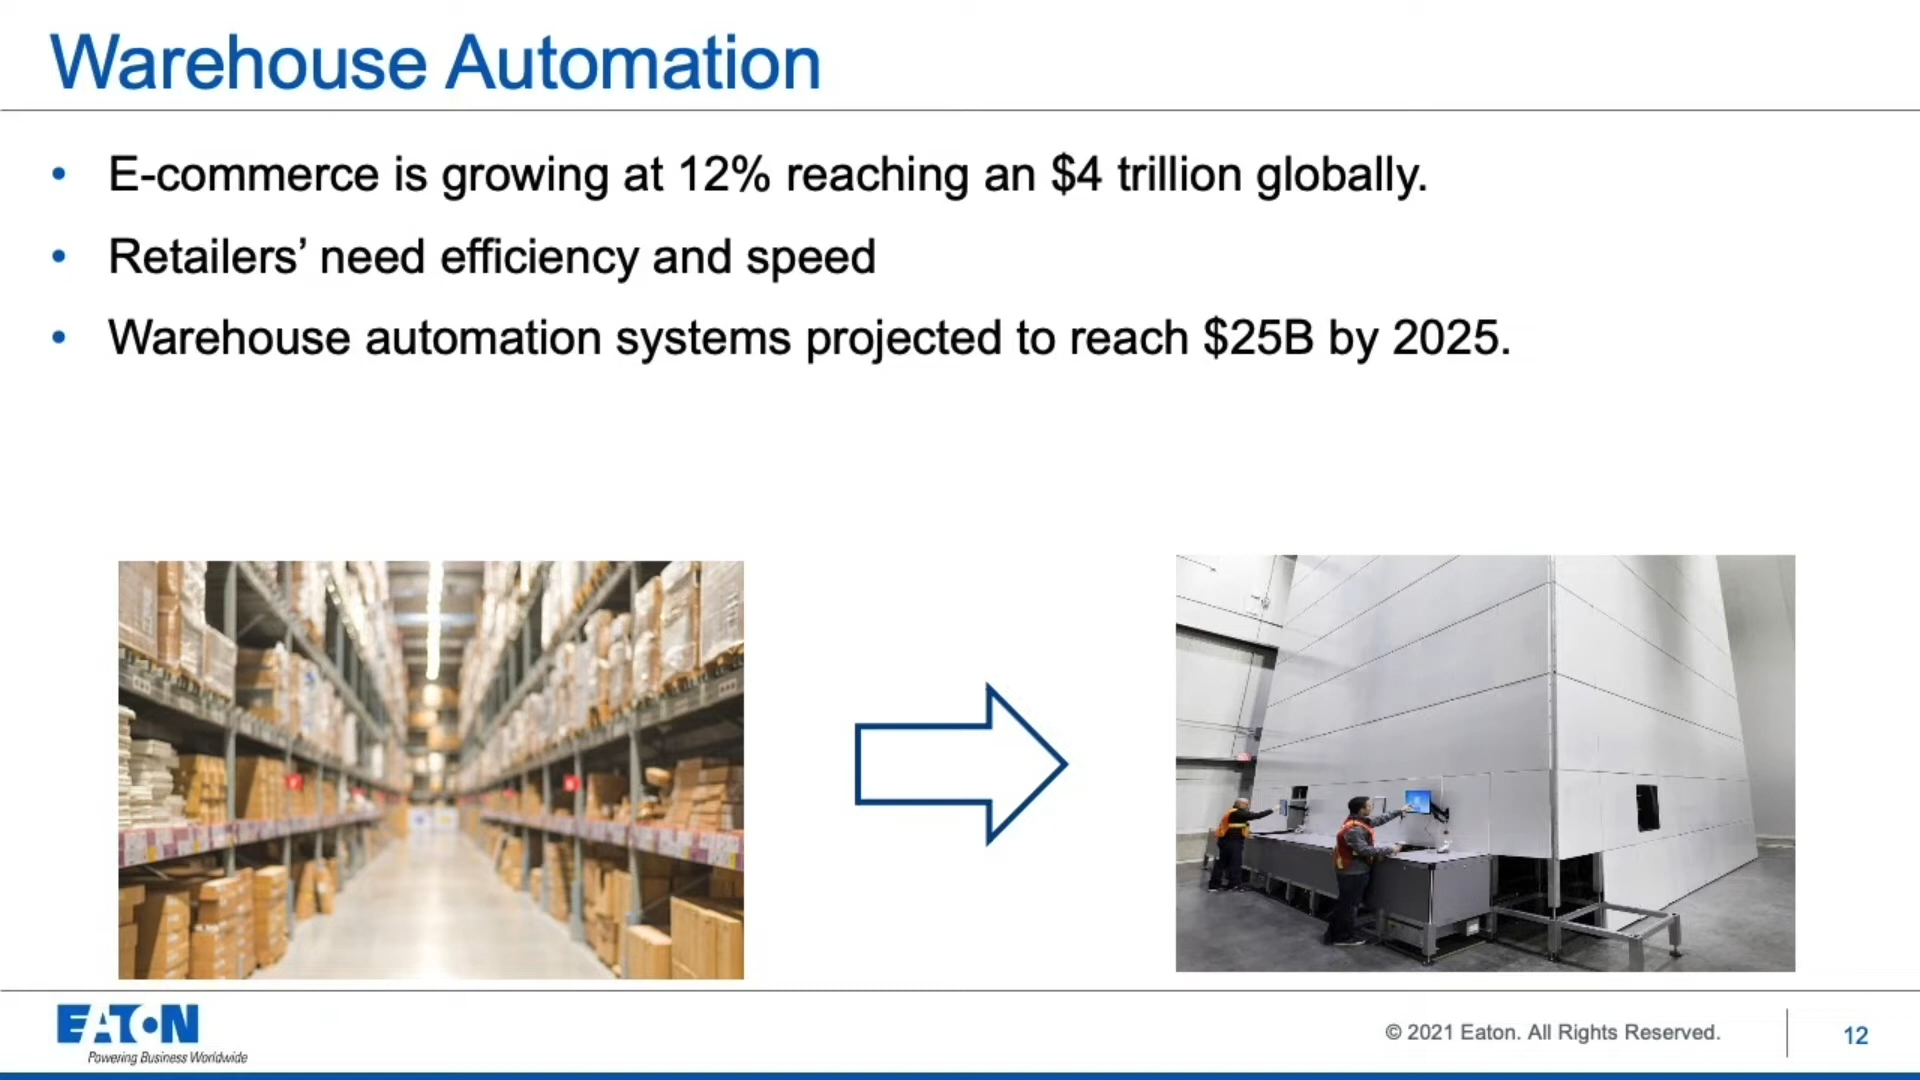 Warehouse Automation
• E-commerce is growing at 12% reaching an $4 trillion globally.
• Retailers’ need efficiency and speed
• Warehouse automation systems projected to reach $25B by 2025.
EATON
Powering Business Worldwide
© 2021 Eaton. All Rights Reserved.
12